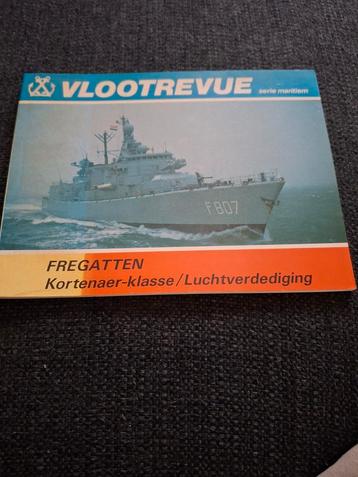 VLOOTREVUE serie maritiem
F807
FREGATTEN
Kortenaer-klasse/Luchtverdediging